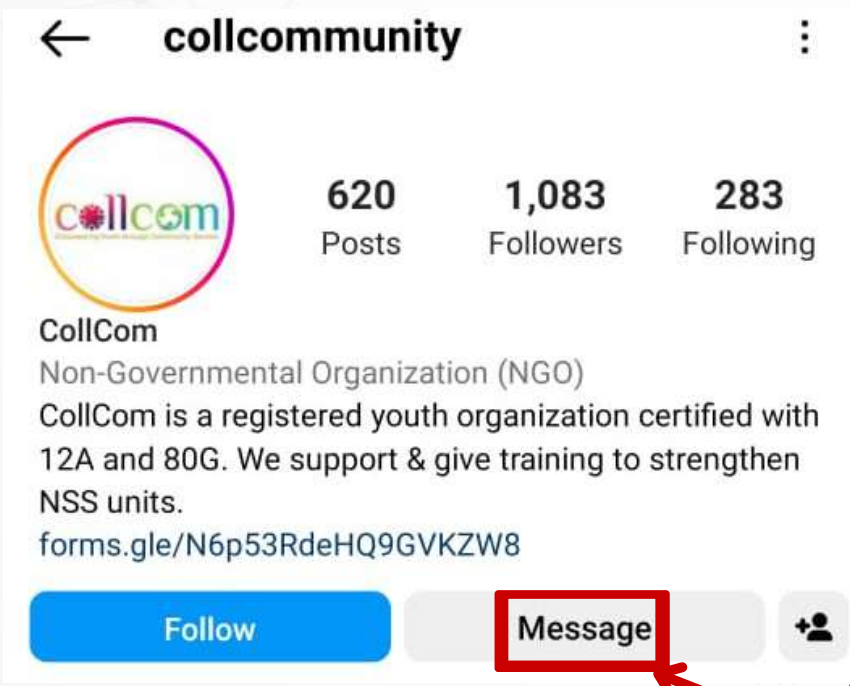 collcommunity
collcom
620 1,083 283
Posts Followers Following
CollCom
Non-Governmental Organization (NGO)
CollCom is a registered youth organization certified with
12A and 80G. We support & give training to strengthen
NSS units.
forms.gle/N6p53RdeHQ9GVKZW8
Follow Message